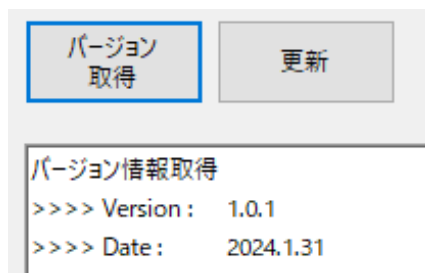 バージョン
取得
更新
バージョン情報取得
>>>> Version : 1.0.1
>>>> Date : 2024.1.31